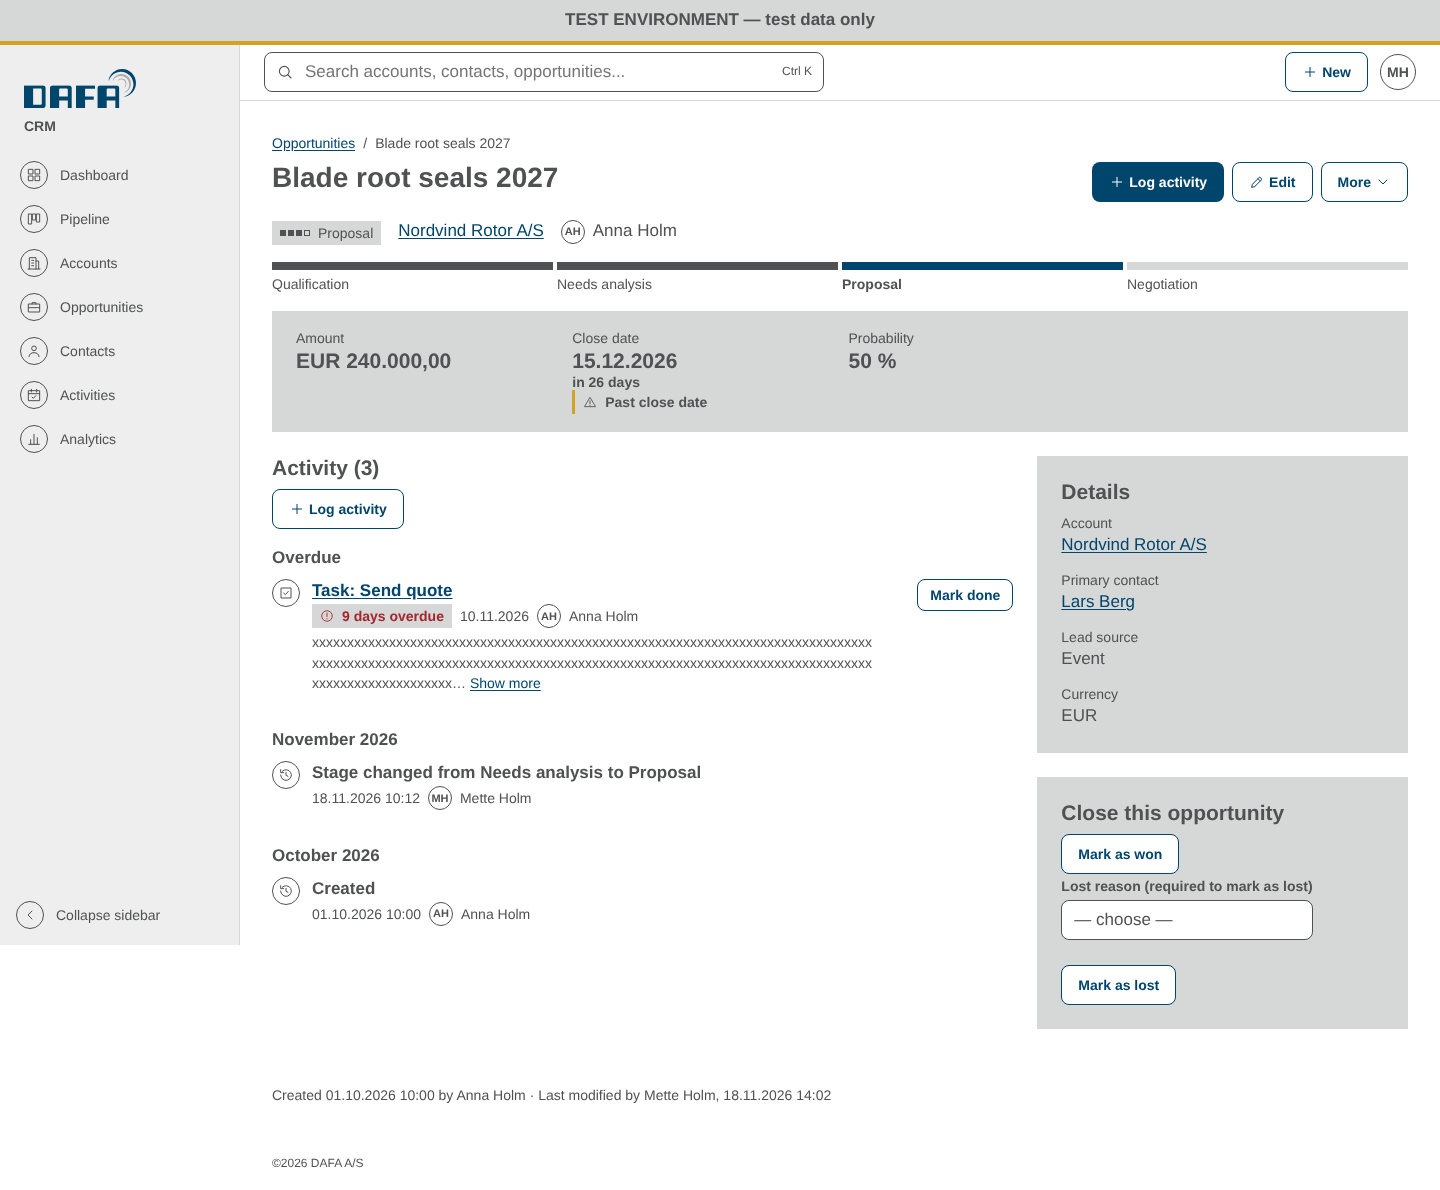 TEST ENVIRONMENT — test data only
DAFA
CRM
Search accounts, contacts, opportunities...
Ctrl K
New
MH
Dashboard
Pipeline
Accounts
Opportunities
Contacts
Activities
Analytics
Collapse sidebar
Opportunities / Blade root seals 2027
Blade root seals 2027
Log activity
Edit
More
Proposal
Nordvind Rotor A/S
AH Anna Holm
Qualification
Needs analysis
Proposal
Negotiation
Amount
EUR 240.000,00
Close date
15.12.2026
in 26 days
Past close date
Probability
50 %
Activity (3)
Log activity
Overdue
Task: Send quote
Mark done
9 days overdue 10.11.2026 AH Anna Holm
xxxxxxxxxxxxxxxxxxxxxxxxxxxxxxxxxxxxxxxxxxxxxxxxxxxxxxxxxxxxxxxxxxxxxxxxxxxxxxxx
xxxxxxxxxxxxxxxxxxxxxxxxxxxxxxxxxxxxxxxxxxxxxxxxxxxxxxxxxxxxxxxxxxxxxxxxxxxxxxxx
xxxxxxxxxxxxxxxxxxxx… Show more
November 2026
Stage changed from Needs analysis to Proposal
18.11.2026 10:12 MH Mette Holm
October 2026
Created
01.10.2026 10:00 AH Anna Holm
Details
Account
Nordvind Rotor A/S
Primary contact
Lars Berg
Lead source
Event
Currency
EUR
Close this opportunity
Mark as won
Lost reason (required to mark as lost)
— choose —
Mark as lost
Created 01.10.2026 10:00 by Anna Holm · Last modified by Mette Holm, 18.11.2026 14:02
©2026 DAFA A/S